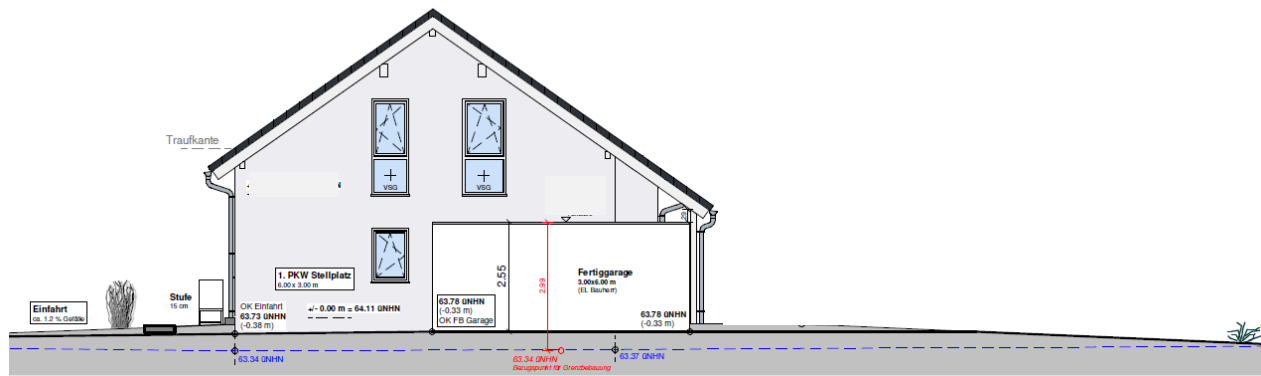 Traufkante
VSG
VSG
29
1. PKW Stellplatz
6.00 x 3.00 m
2.55
2.99
Fertiggarage
3.00x6.00 m
(EL Bauherr)
Stufe
15 cm
Einfahrt
ca. 1.2 % Gefälle
OK Einfahrt
63.73 ÜNHN
(-0.38 m)
+/- 0.00 m = 64.11 ÜNHN
63.78 ÜNHN
(-0.33 m)
OK FB Garage
63.78 ÜNHN
(-0.33 m)
63.34 ÜNHN
63.34 ÜNHN
Bezugspunkt für Grenzbebauung
63.37 ÜNHN